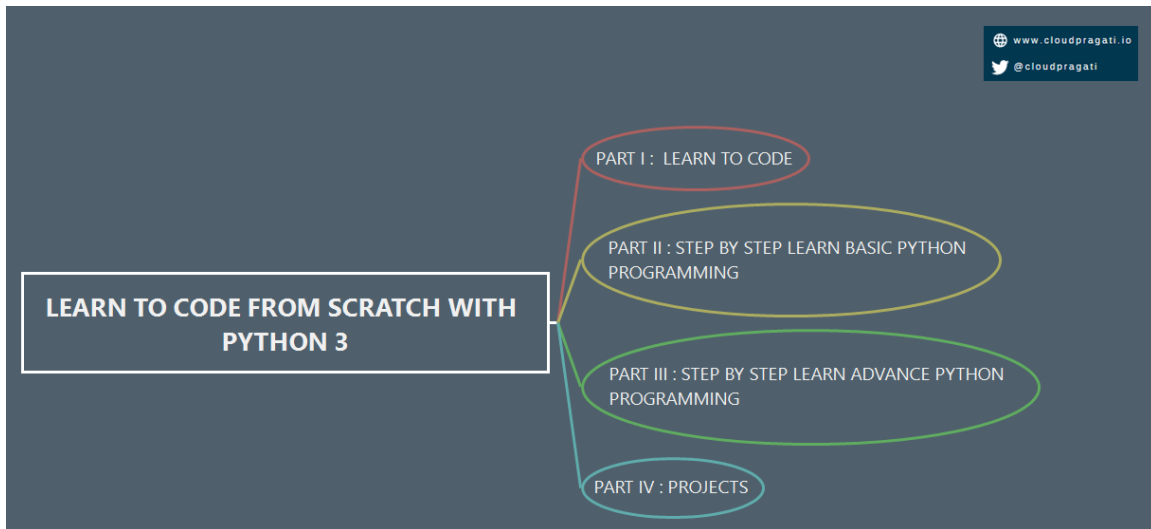 www.cloudpragati.io
@cloudpragati
PART I :  LEARN TO CODE
PART II : STEP BY STEP LEARN BASIC PYTHON
PROGRAMMING
LEARN TO CODE FROM SCRATCH WITH
PYTHON 3
PART III : STEP BY STEP LEARN ADVANCE PYTHON
PROGRAMMING
PART IV : PROJECTS